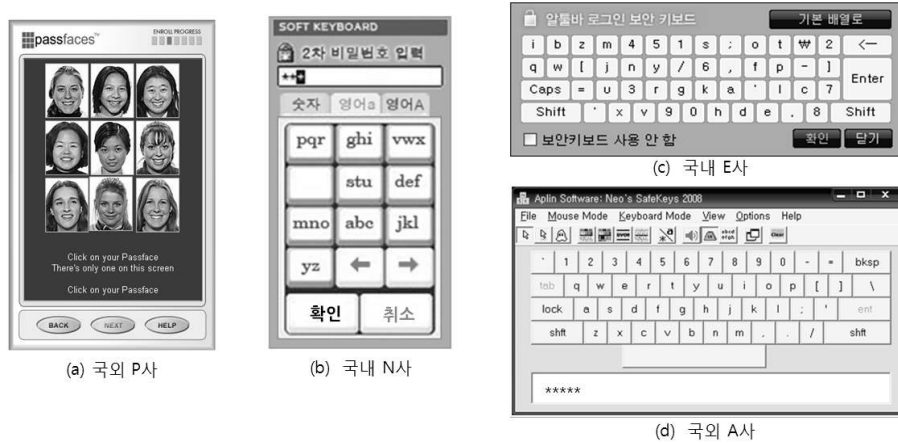 passfaces™
ENROLL PROGRESS
Click on your Passface
There's only one on this screen
Click on your Passface
BACK NEXT HELP
(a) 국외 P사
SOFT KEYBOARD
2차 비밀번호 입력
***
숫자 영어a 영어A
pqr ghi vwx
stu def
mno abc jkl
yz ← →
확인 취소
(b) 국내 N사
알툴바 로그인 보안 키보드 기본 배열로
i b z m 4 5 1 s ; o t ₩ 2 ←
q w [ j n y / 6 , f p - ] Enter
Caps = u 3 r g k a ' l c 7
Shift ` x v 9 0 h d e . 8 Shift
보안키보드 사용 안 함 확인 닫기
(c) 국내 E사
Aplin Software: Neo's SafeKeys 2008
File Mouse Mode Keyboard Mode View Options Help
Clear
` 1 2 3 4 5 6 7 8 9 0 - = bksp
tab q w e r t y u i o p [ ] \
lock a s d f g h j k l ; ' ent
shft z x c v b n m , . / shft
*****
(d) 국외 A사